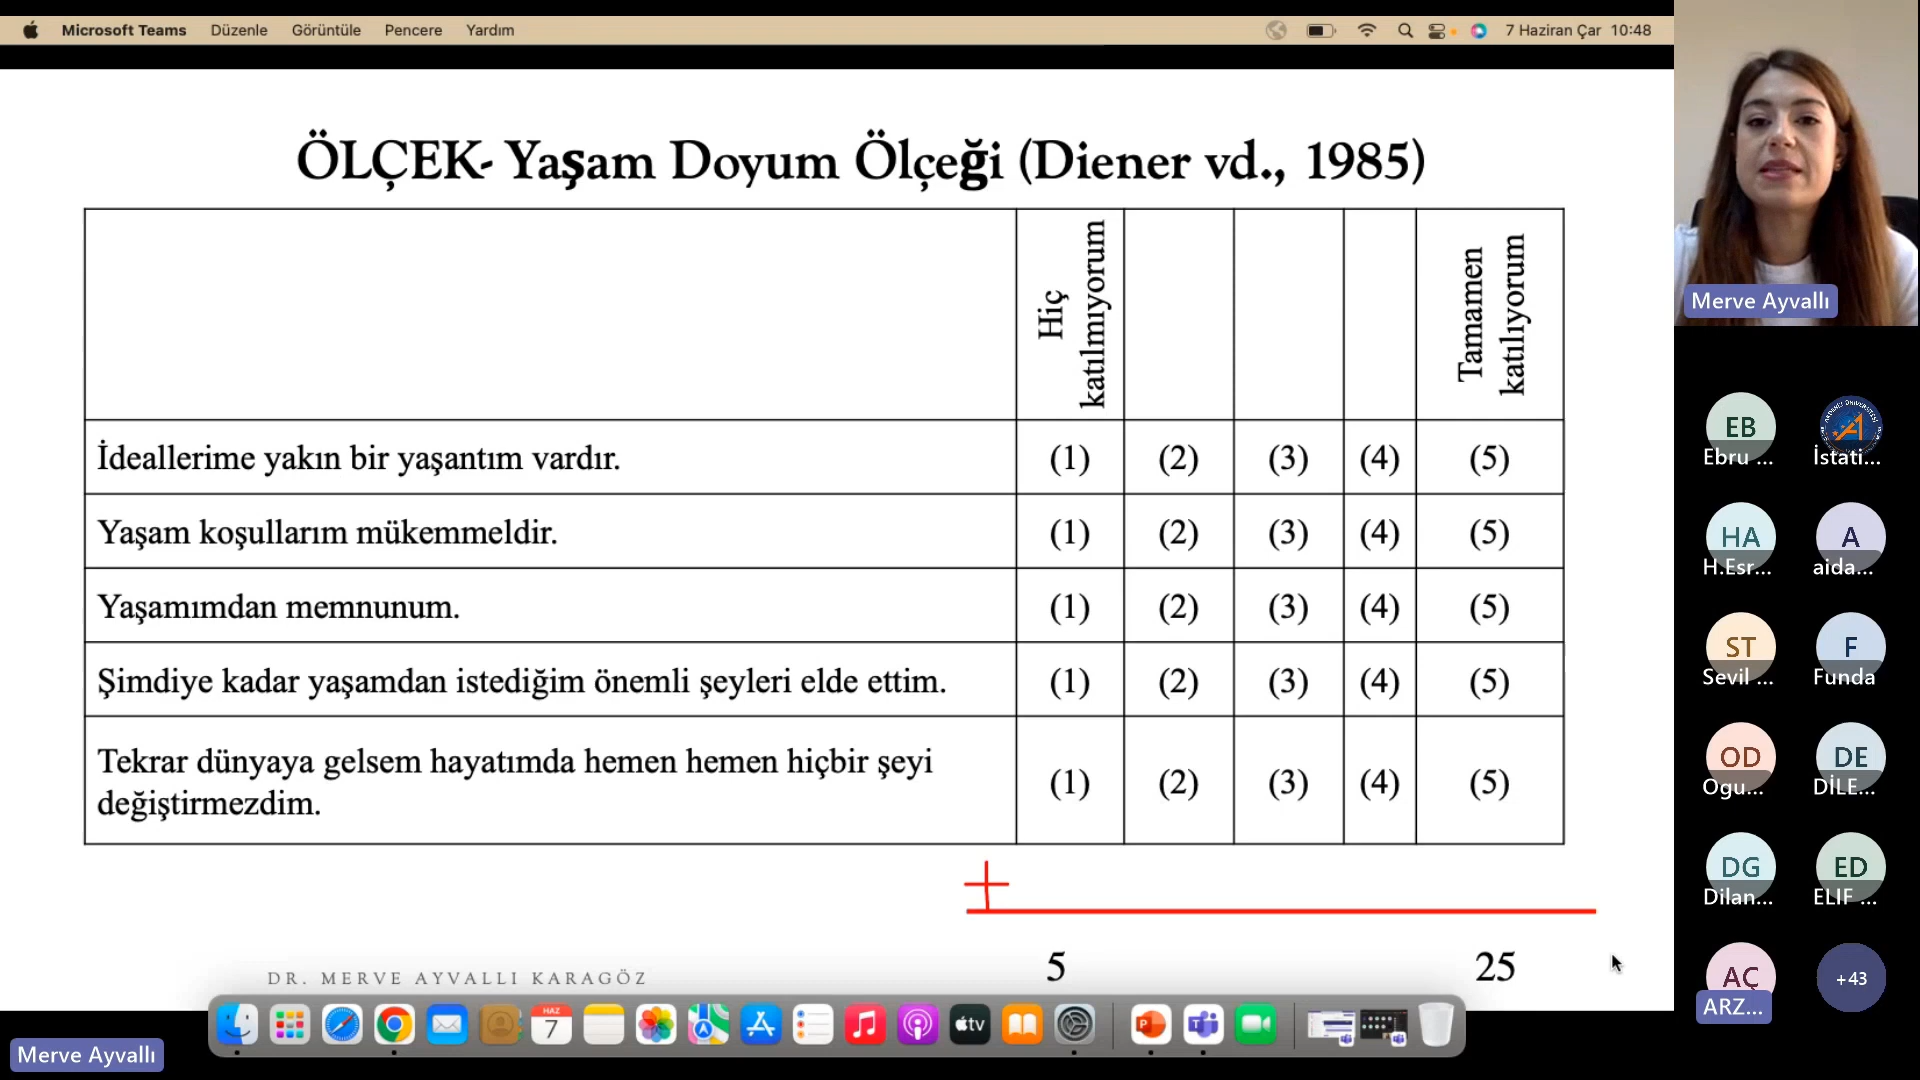 Microsoft Teams Düzenle Görüntüle Pencere Yardım 7 Haziran Çar 10:48
ÖLÇEK- Yaşam Doyum Ölçeği (Diener vd., 1985)
Hiç
katılmıyorum
Tamamen
katılıyorum
İdeallerime yakın bir yaşantım vardır. (1) (2) (3) (4) (5)
Yaşam koşullarım mükemmeldir. (1) (2) (3) (4) (5)
Yaşamımdan memnunum. (1) (2) (3) (4) (5)
Şimdiye kadar yaşamdan istediğim önemli şeyleri elde ettim. (1) (2) (3) (4) (5)
Tekrar dünyaya gelsem hayatımda hemen hemen hiçbir şeyi
değiştirmezdim. (1) (2) (3) (4) (5)
5 25
DR. MERVE AYVALLI KARAGÖZ
HAZ
7
tv
Merve Ayvallı
Merve Ayvallı
EB
Ebru ... İstati...
HA A
H.Esr... aida...
ST F
Sevil ... Funda
OD DE
Ogu... DİLE...
DG ED
Dilan... ELIF ...
AÇ +43
ARZ...